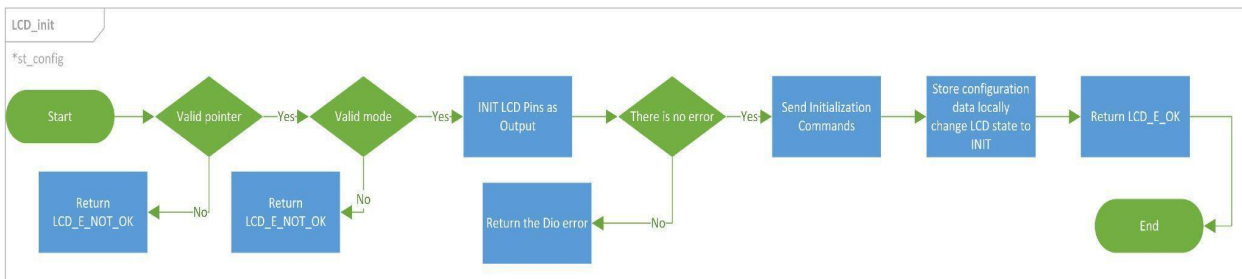 LCD_init
*st_config
Start
Valid pointer
Yes
Valid mode
Yes
INIT LCD Pins as
Output
There is no error
Yes
Send Initialization
Commands
Store configuration
data locally
change LCD state to
INIT
Return LCD_E_OK
Return
LCD_E_NOT_OK
No
Return
LCD_E_NOT_OK
No
Return the Dio error
No
End